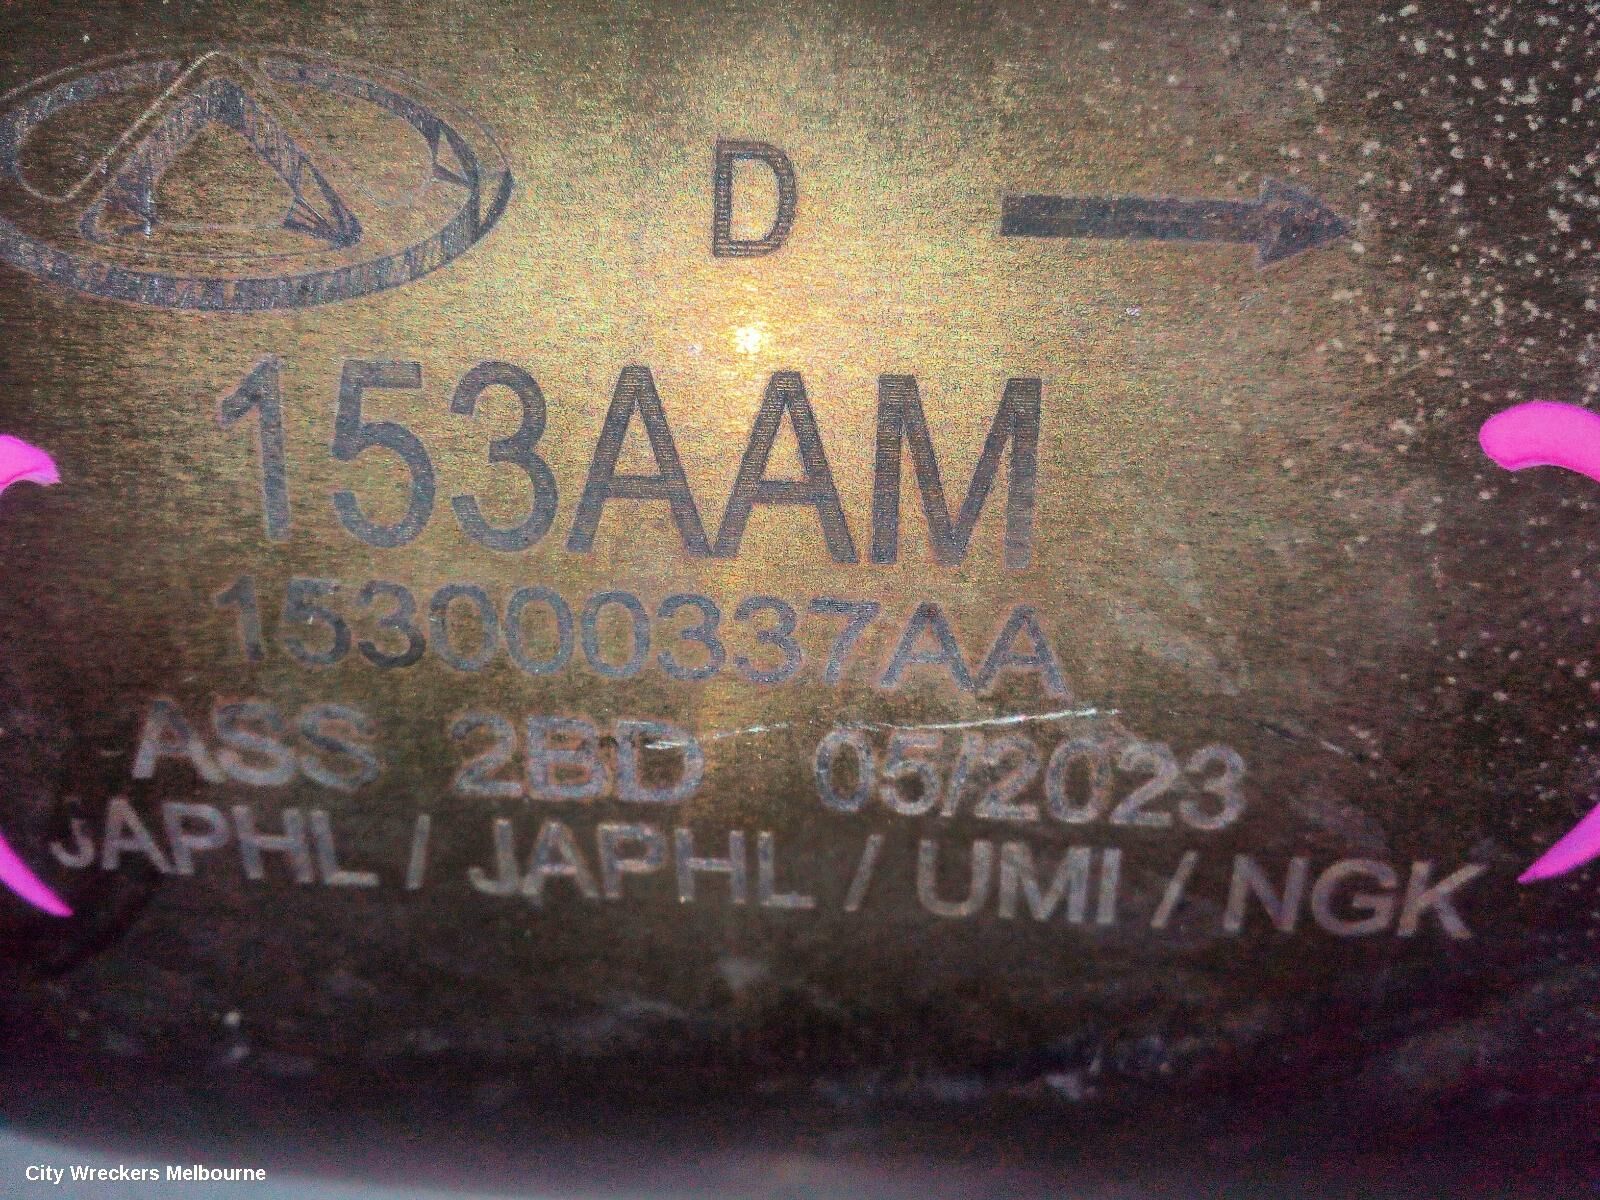 D
153AAM
153000337AA
ASS 2BD 05/2023
JAPHL / JAPHL / UMI / NGK
City Wreckers Melbourne